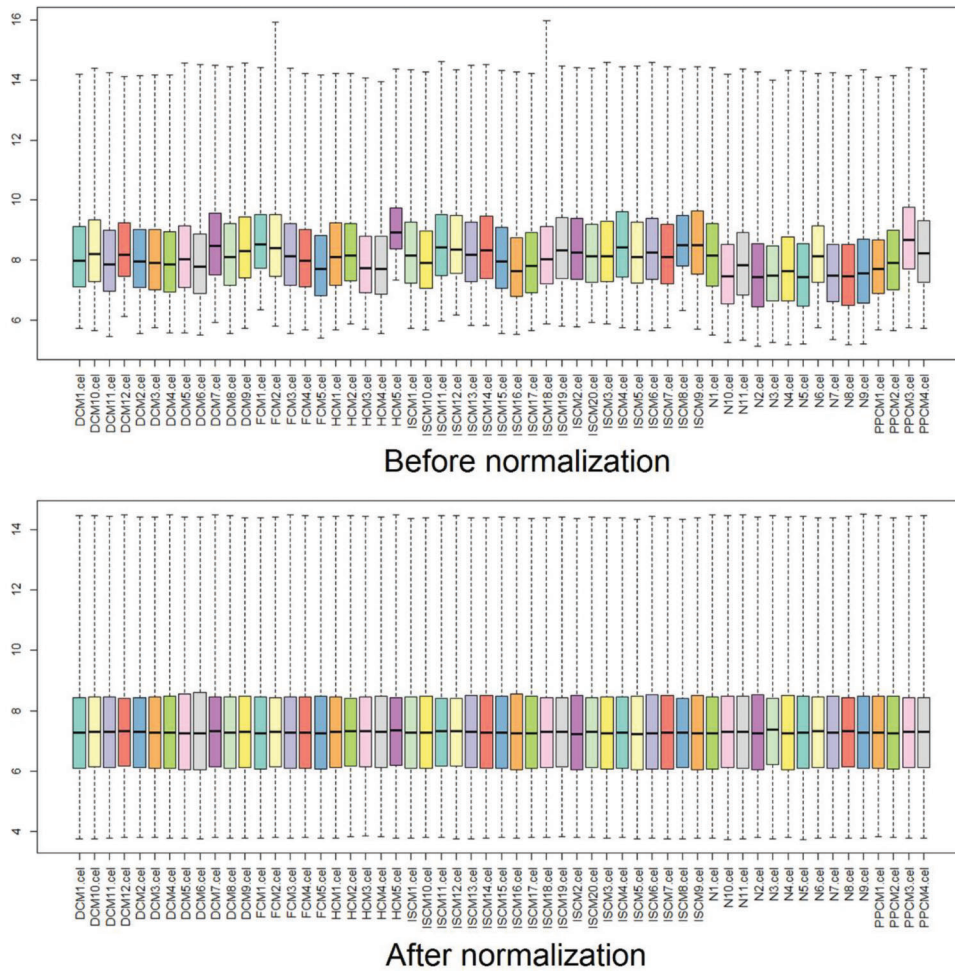 16
14
12
10
8
6
DCM1.cel
DCM10.cel
DCM11.cel
DCM12.cel
DCM2.cel
DCM3.cel
DCM4.cel
DCM5.cel
DCM6.cel
DCM7.cel
DCM8.cel
DCM9.cel
FCM1.cel
FCM2.cel
FCM3.cel
FCM4.cel
FCM5.cel
HCM1.cel
HCM2.cel
HCM3.cel
HCM4.cel
HCM5.cel
ISCM1.cel
ISCM10.cel
ISCM11.cel
ISCM12.cel
ISCM13.cel
ISCM14.cel
ISCM15.cel
ISCM16.cel
ISCM17.cel
ISCM18.cel
ISCM19.cel
ISCM2.cel
ISCM20.cel
ISCM3.cel
ISCM4.cel
ISCM5.cel
ISCM6.cel
ISCM7.cel
ISCM8.cel
ISCM9.cel
N1.cel
N10.cel
N11.cel
N2.cel
N3.cel
N4.cel
N5.cel
N6.cel
N7.cel
N8.cel
N9.cel
PPCM1.cel
PPCM2.cel
PPCM3.cel
PPCM4.cel
Before normalization
14
12
10
8
6
4
DCM1.cel
DCM10.cel
DCM11.cel
DCM12.cel
DCM2.cel
DCM3.cel
DCM4.cel
DCM5.cel
DCM6.cel
DCM7.cel
DCM8.cel
DCM9.cel
FCM1.cel
FCM2.cel
FCM3.cel
FCM4.cel
FCM5.cel
HCM1.cel
HCM2.cel
HCM3.cel
HCM4.cel
HCM5.cel
ISCM1.cel
ISCM10.cel
ISCM11.cel
ISCM12.cel
ISCM13.cel
ISCM14.cel
ISCM15.cel
ISCM16.cel
ISCM17.cel
ISCM18.cel
ISCM19.cel
ISCM2.cel
ISCM20.cel
ISCM3.cel
ISCM4.cel
ISCM5.cel
ISCM6.cel
ISCM7.cel
ISCM8.cel
ISCM9.cel
N1.cel
N10.cel
N11.cel
N2.cel
N3.cel
N4.cel
N5.cel
N6.cel
N7.cel
N8.cel
N9.cel
PPCM1.cel
PPCM2.cel
PPCM3.cel
PPCM4.cel
After normalization